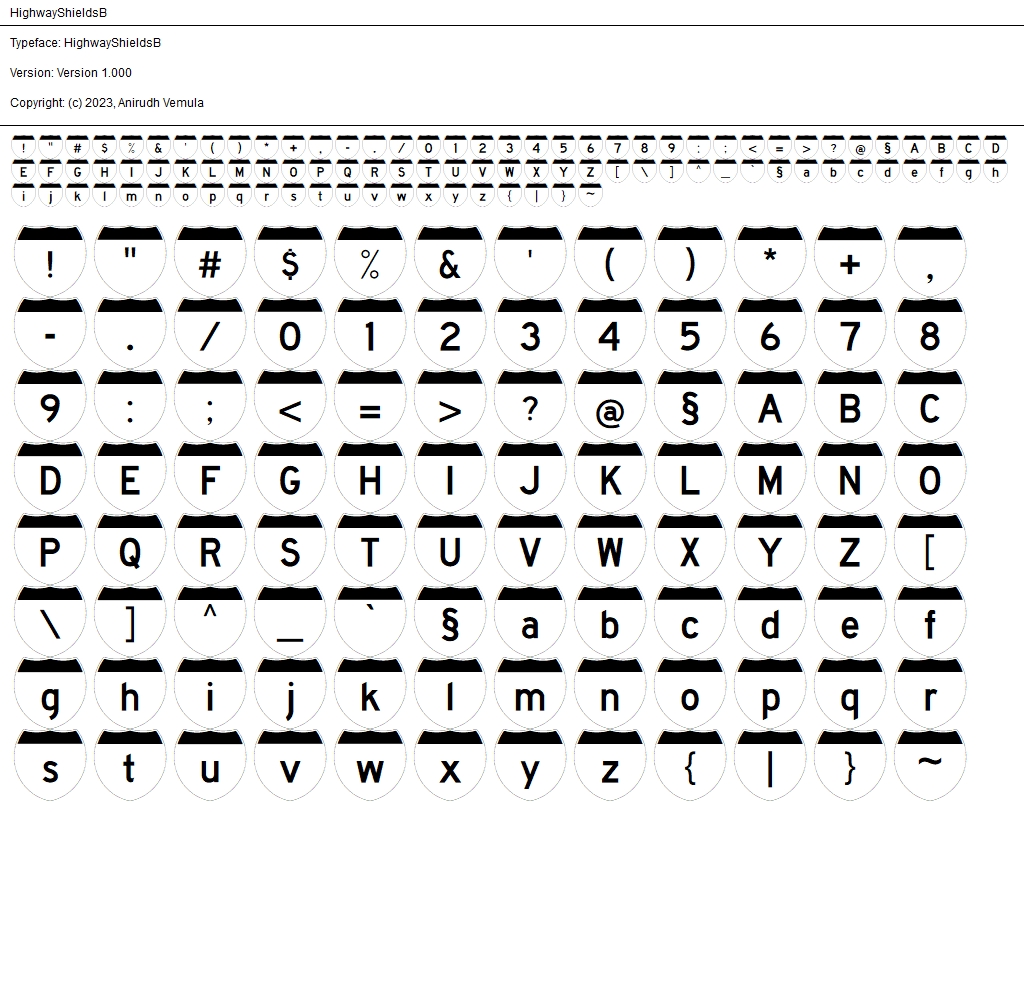 HighwayShieldsB
Typeface: HighwayShieldsB
Version: Version 1.000
Copyright: (c) 2023, Anirudh Vemula
! " # $ % & ' ( ) * + , - . / 0 1 2 3 4 5 6 7 8 9 : ; < = > ? @ § A B C D
E F G H I J K L M N O P Q R S T U V W X Y Z [ \ ] ^ _ ` § a b c d e f g h
i j k l m n o p q r s t u v w x y z { | } ~
! " # $ % & ' ( ) * + ,
- . / 0 1 2 3 4 5 6 7 8
9 : ; < = > ? @ § A B C
D E F G H I J K L M N O
P Q R S T U V W X Y Z [
\ ] ^ _ ` § a b c d e f
g h i j k l m n o p q r
s t u v w x y z { | } ~